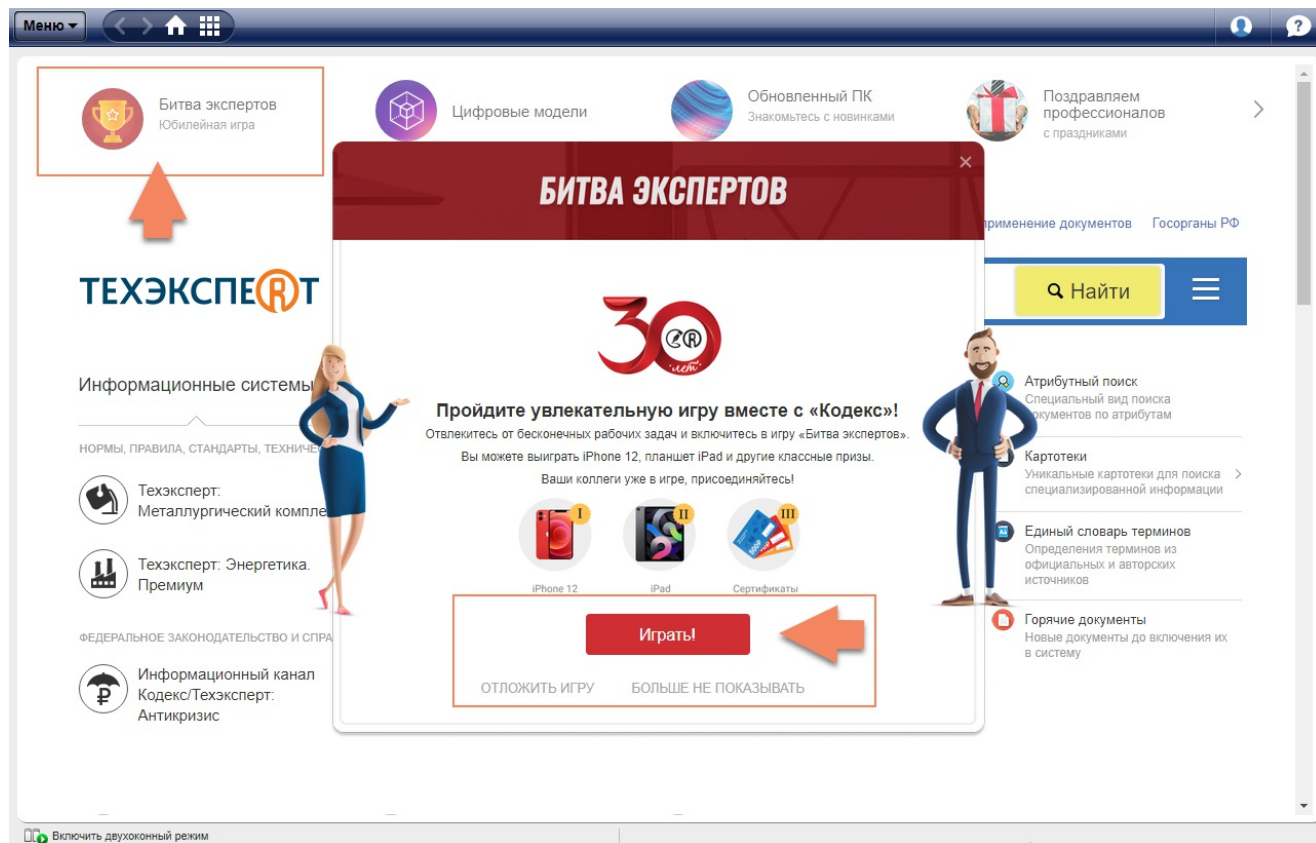 Меню
Битва экспертов
Юбилейная игра
Цифровые модели
Обновленный ПК
Знакомьтесь с новинками
Поздравляем
профессионалов
с праздниками
БИТВА ЭКСПЕРТОВ
применение документов Госорганы РФ
ТЕХЭКСПЕRТ
Найти
30
лет
Информационные системы
Пройдите увлекательную игру вместе с «Кодекс»!
Отвлекитесь от бесконечных рабочих задач и включитесь в игру «Битва экспертов».
Вы можете выиграть iPhone 12, планшет iPad и другие классные призы.
Ваши коллеги уже в игре, присоединяйтесь!
I
II
III
iPhone 12
iPad
Сертификаты
Играть!
ОТЛОЖИТЬ ИГРУ БОЛЬШЕ НЕ ПОКАЗЫВАТЬ
НОРМЫ, ПРАВИЛА, СТАНДАРТЫ, ТЕХНИЧЕ
Техэксперт:
Металлургический компле
Техэксперт: Энергетика.
Премиум
ФЕДЕРАЛЬНОЕ ЗАКОНОДАТЕЛЬСТВО И СПРА
Информационный канал
Кодекс/Техэксперт:
Антикризис
Атрибутный поиск
Специальный вид поиска
документов по атрибутам
Картотеки
Уникальные картотеки для поиска
специализированной информации
Единый словарь терминов
Определения терминов из
официальных и авторских
источников
Горячие документы
Новые документы до включения их
в систему
Включить двухоконный режим